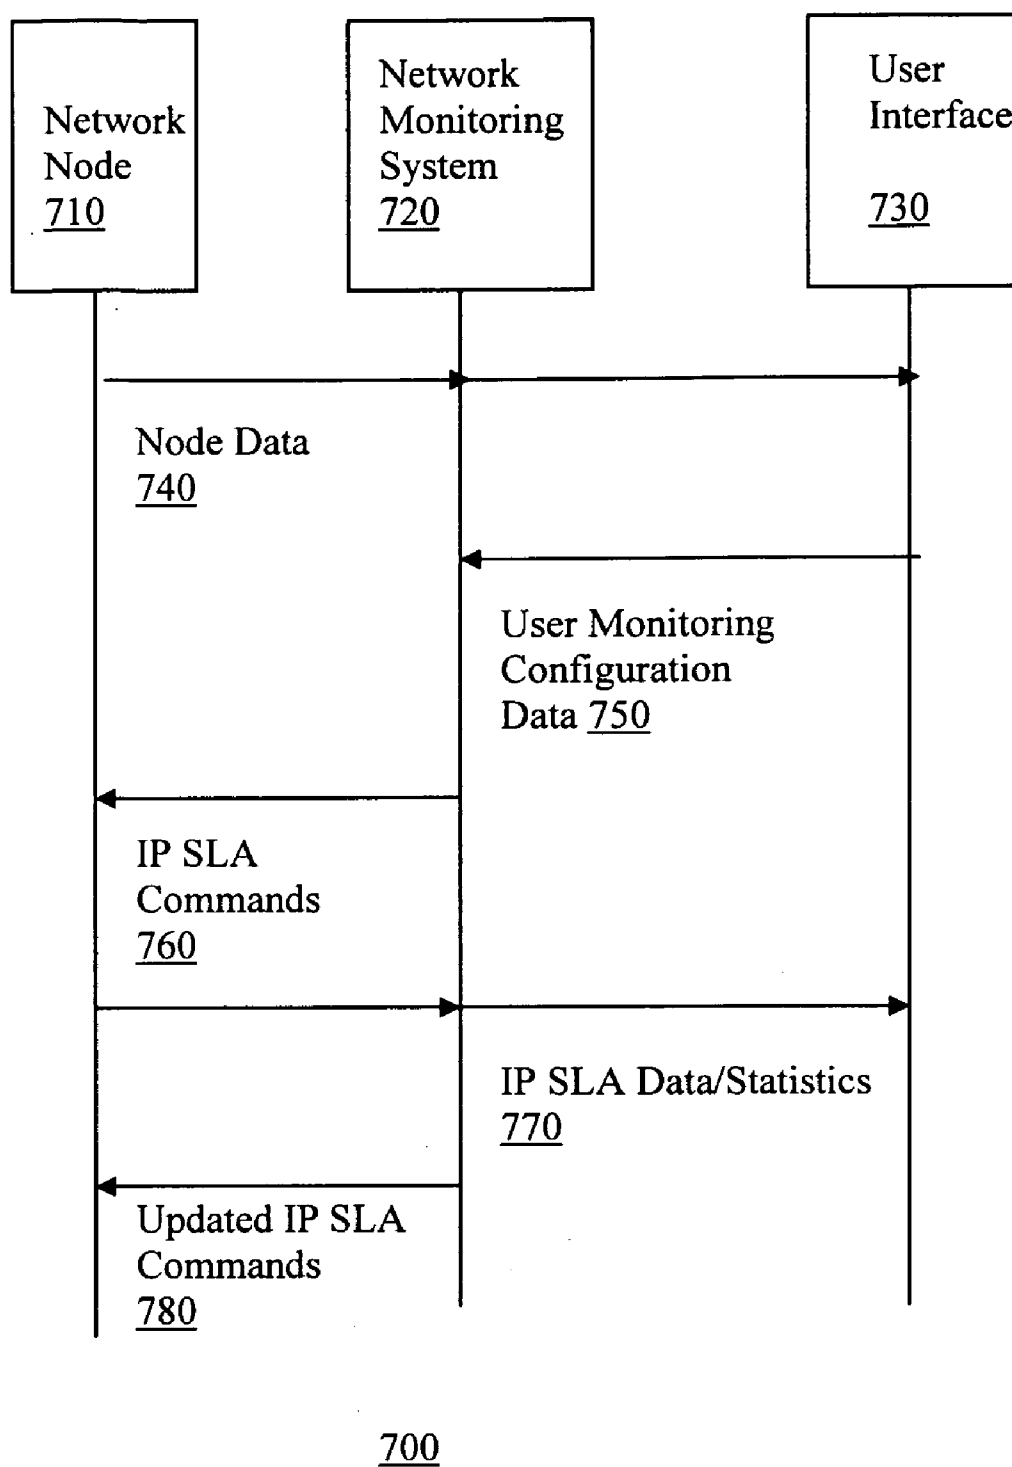 Network
Node
710
Network
Monitoring
System
720
User
Interface
730
Node Data
740
User Monitoring
Configuration
Data 750
IP SLA
Commands
760
IP SLA Data/Statistics
770
Updated IP SLA
Commands
780
700